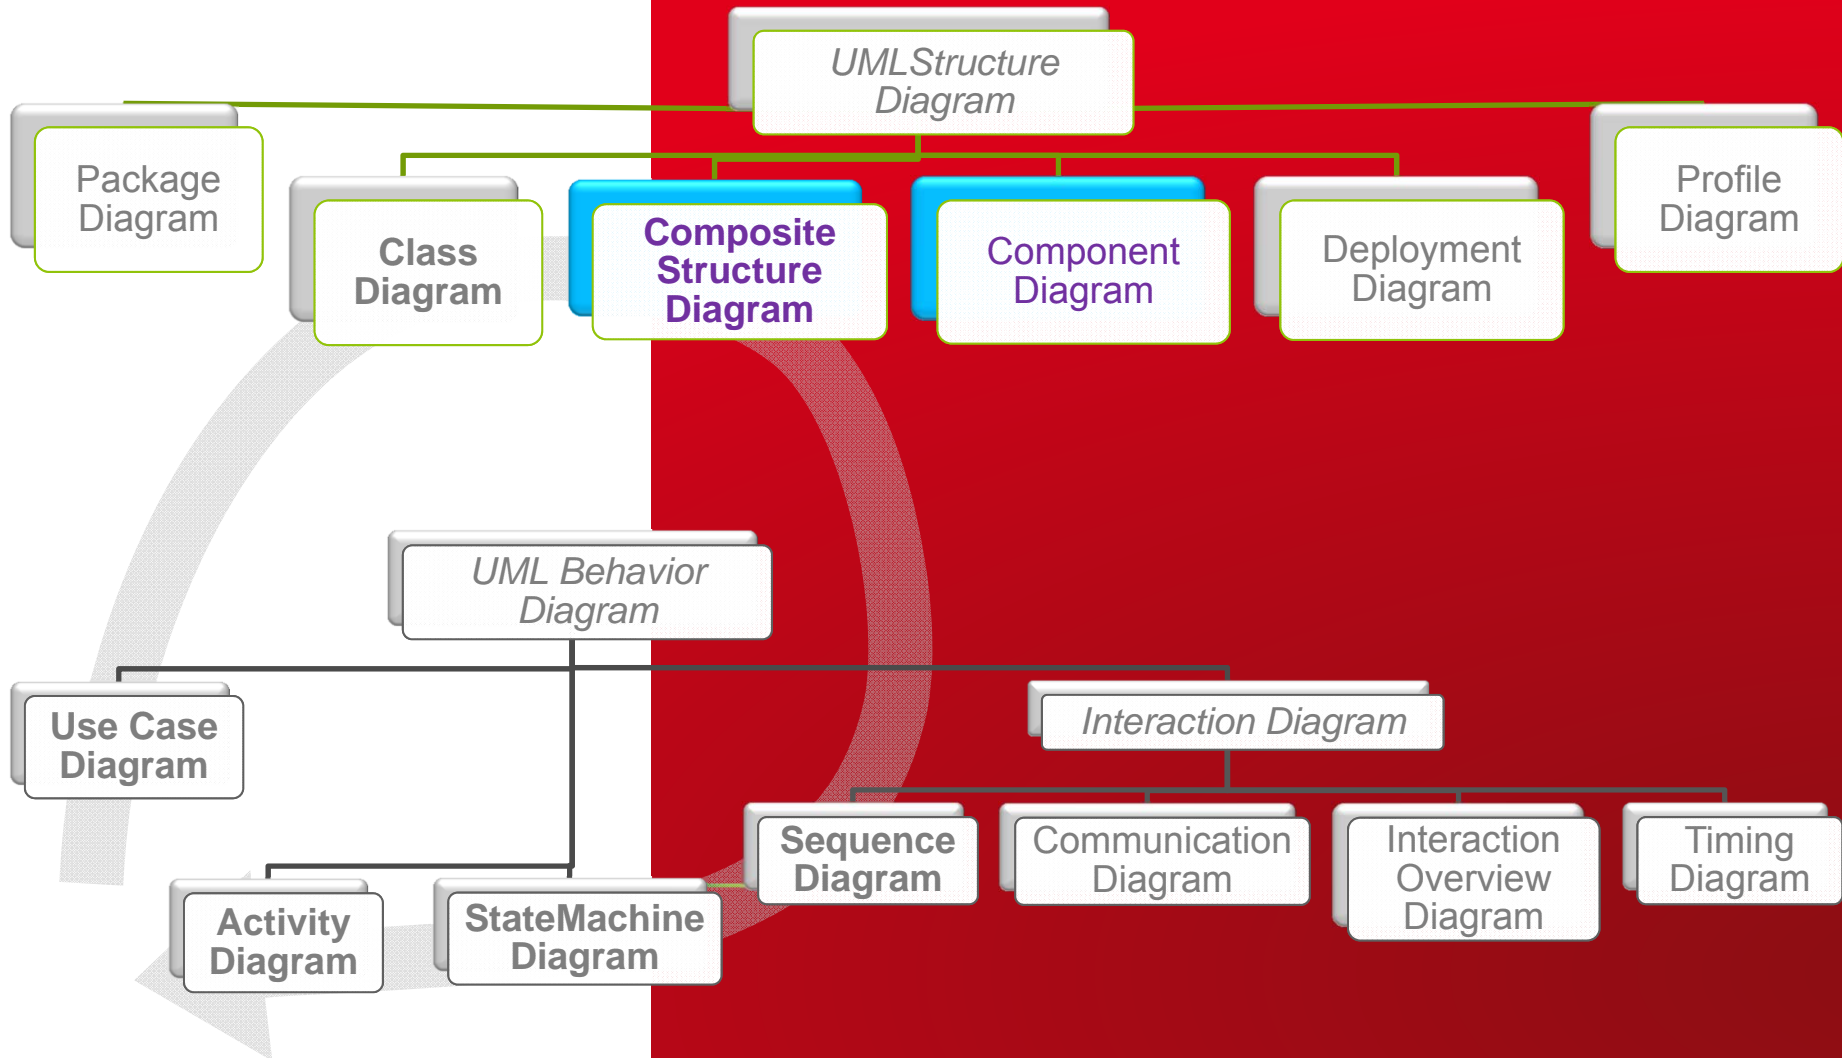 UMLStructure
Diagram
Package
Diagram
Class
Diagram
Composite
Structure
Diagram
Component
Diagram
Deployment
Diagram
Profile
Diagram
UML Behavior
Diagram
Use Case
Diagram
Interaction Diagram
Activity
Diagram
StateMachine
Diagram
Sequence
Diagram
Communication
Diagram
Interaction
Overview
Diagram
Timing
Diagram